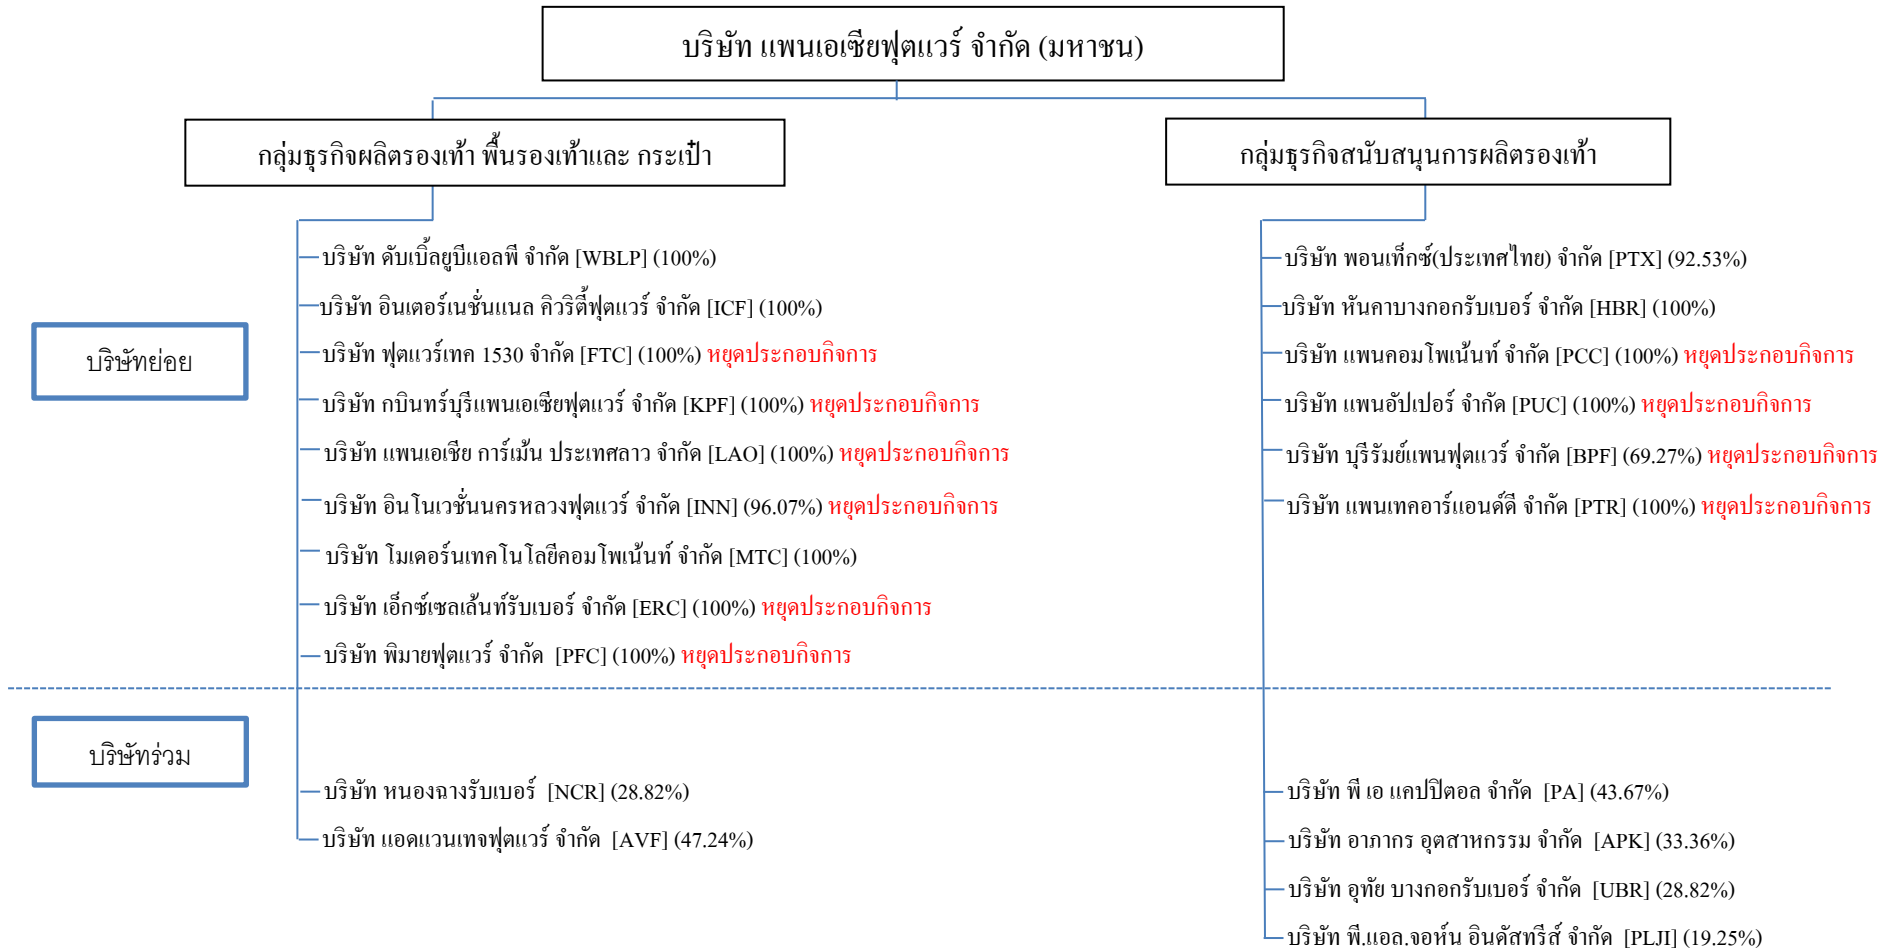 บริษัท แพนเอเซียฟุตแวร์ จำกัด (มหาชน)
กลุ่มธุรกิจผลิตรองเท้า พื้นรองเท้าและ กระเป๋า
บริษัทย่อย
บริษัท ดับเบิ้ลยูบีแอลพี จำกัด [WBLP] (100%)
บริษัท อินเตอร์เนชั่นแนล คิวริตี้ฟุตแวร์ จำกัด [ICF] (100%)
บริษัท ฟุตแวร์เทค 1530 จำกัด [FTC] (100%) หยุดประกอบกิจการ
บริษัท กบินทร์บุรีแพนเอเซียฟุตแวร์ จำกัด [KPF] (100%) หยุดประกอบกิจการ
บริษัท แพนเอเชีย การ์เม้น ประเทศลาว จำกัด [LAO] (100%) หยุดประกอบกิจการ
บริษัท อินโนเวชั่นนครหลวงฟุตแวร์ จำกัด [INN] (96.07%) หยุดประกอบกิจการ
บริษัท โมเดอร์นเทคโนโลยีคอมโพเน้นท์ จำกัด [MTC] (100%)
บริษัท เอ็กซ์เซลเล้นท์รับเบอร์ จำกัด [ERC] (100%) หยุดประกอบกิจการ
บริษัท พิมายฟุตแวร์ จำกัด [PFC] (100%) หยุดประกอบกิจการ
บริษัทร่วม
บริษัท หนองฉางรับเบอร์ [NCR] (28.82%)
บริษัท แอดแวนเทจฟุตแวร์ จำกัด [AVF] (47.24%)
กลุ่มธุรกิจสนับสนุนการผลิตรองเท้า
บริษัท พอนเท็กซ์(ประเทศไทย) จำกัด [PTX] (92.53%)
บริษัท หันคาบางกอกรับเบอร์ จำกัด [HBR] (100%)
บริษัท แพนคอมโพเน้นท์ จำกัด [PCC] (100%) หยุดประกอบกิจการ
บริษัท แพนอัปเปอร์ จำกัด [PUC] (100%) หยุดประกอบกิจการ
บริษัท บุรีรัมย์แพนฟุตแวร์ จำกัด [BPF] (69.27%) หยุดประกอบกิจการ
บริษัท แพนเทคอาร์แอนด์ดี จำกัด [PTR] (100%) หยุดประกอบกิจการ
บริษัท พี เอ แคปปิตอล จำกัด [PA] (43.67%)
บริษัท อาภากร อุตสาหกรรม จำกัด [APK] (33.36%)
บริษัท อุทัย บางกอกรับเบอร์ จำกัด [UBR] (28.82%)
บริษัท พี.แอล.จอห์น อินดัสทรีส์ จำกัด [PLJI] (19.25%)